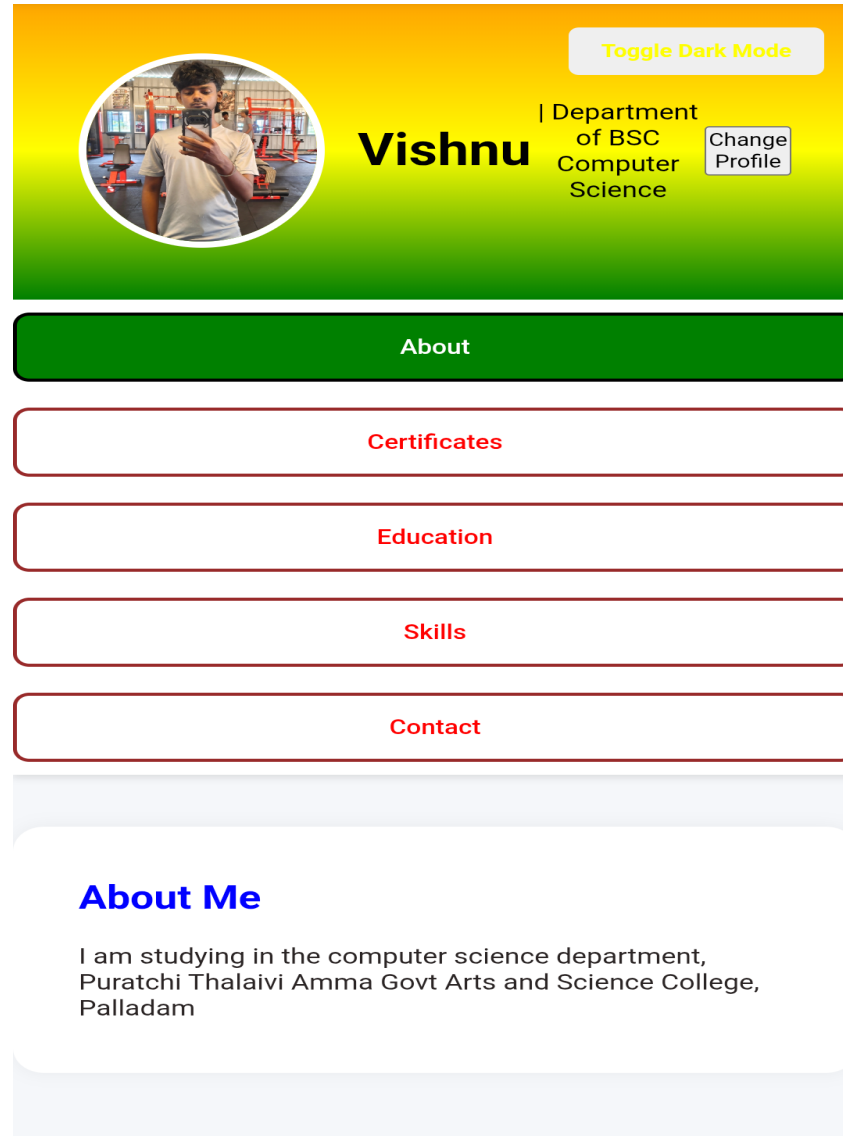 Toggle Dark Mode
Vishnu
| Department
of BSC
Computer
Science
Change
Profile
About
Certificates
Education
Skills
Contact
About Me
I am studying in the computer science department,
Puratchi Thalaivi Amma Govt Arts and Science College,
Palladam